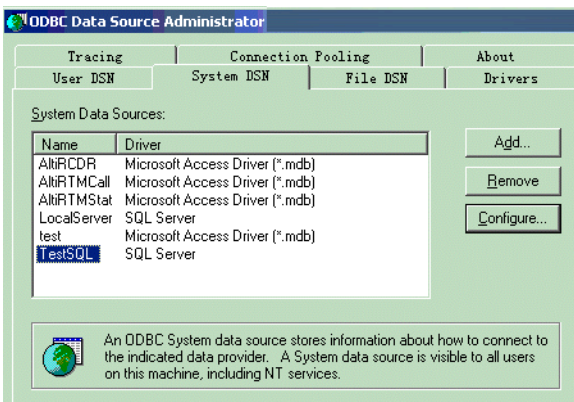 ODBC Data Source Administrator
Tracing Connection Pooling About
User DSN System DSN File DSN Drivers
System Data Sources:
Name Driver
AltiRCDR Microsoft Access Driver (*.mdb)
AltiRTMCall Microsoft Access Driver (*.mdb)
AltiRTMStat Microsoft Access Driver (*.mdb)
LocalServer SQL Server
test Microsoft Access Driver (*.mdb)
TestSQL SQL Server
Add...
Remove
Configure...
An ODBC System data source stores information about how to connect to
the indicated data provider. A System data source is visible to all users
on this machine, including NT services.